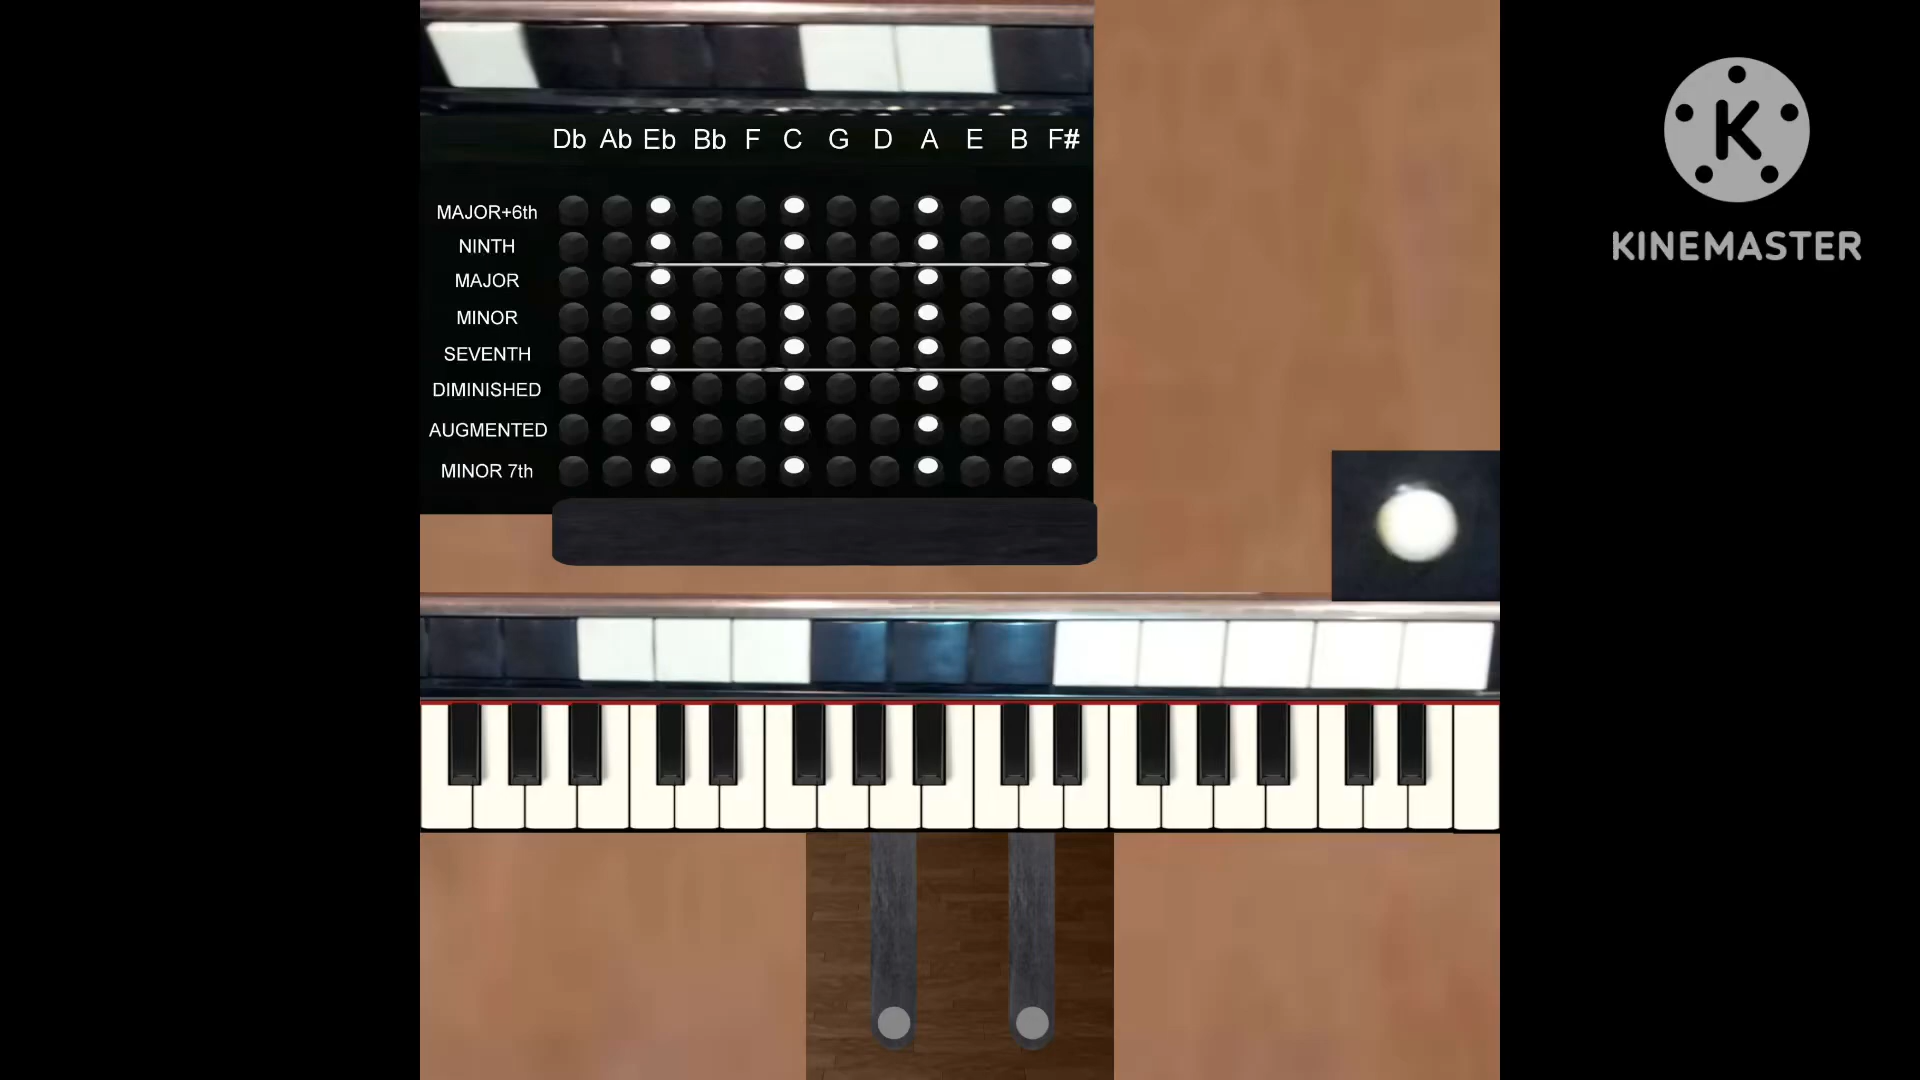 K
KINEMASTER
Db Ab Eb Bb F C G D A E B F#
MAJOR+6th
NINTH
MAJOR
MINOR
SEVENTH
DIMINISHED
AUGMENTED
MINOR 7th